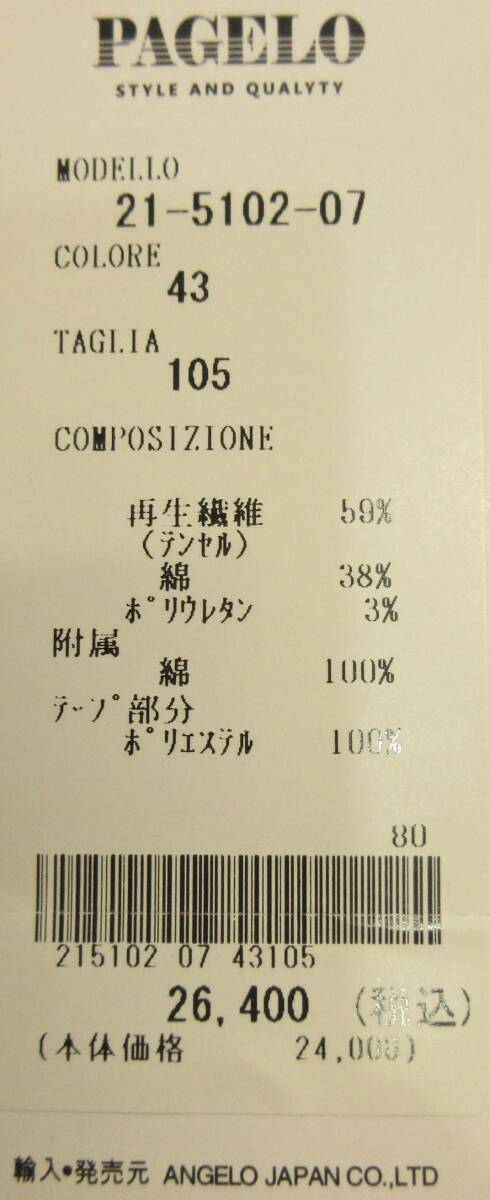 PAGELO
STYLE AND QUALYTY
MODELLO
21-5102-07
COLORE
43
TAGLIA
105
COMPOSIZIONE
再生繊維 59%
(テンセル)
綿 38%
ポリウレタン 3%
附属
綿 100%
テープ部分
ポリエステル 100%
80
215102 07 43105
26,400 (税込)
(本体価格 24,000)
輸入・発売元 ANGELO JAPAN CO.,LTD